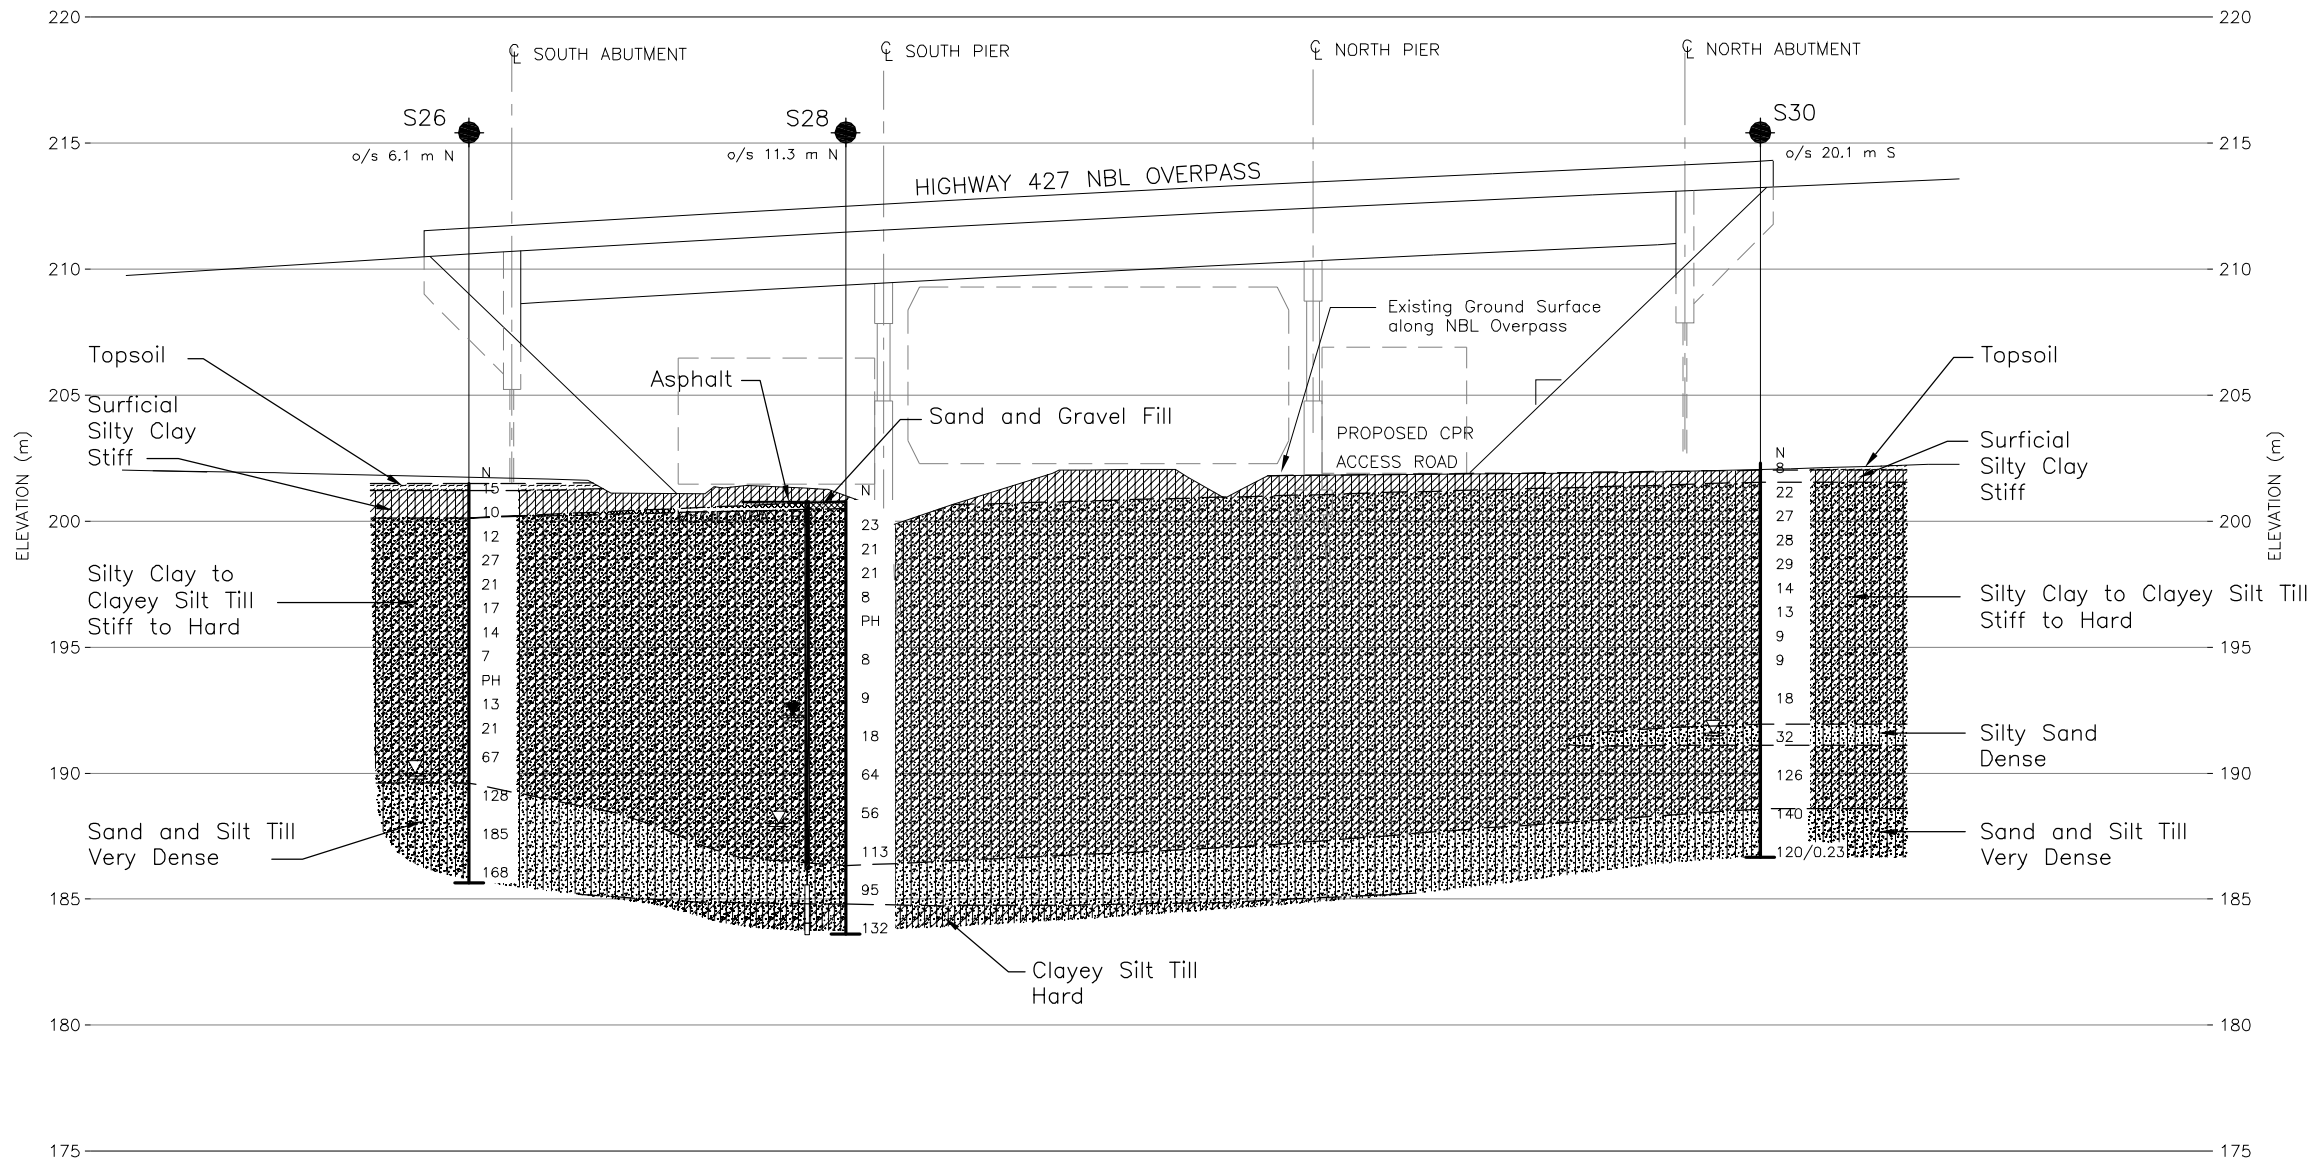 220
220
℄ SOUTH ABUTMENT
℄ SOUTH PIER
℄ NORTH PIER
℄ NORTH ABUTMENT
S26
S28
S30
215
215
o/s 6.1 m N
o/s 11.3 m N
o/s 20.1 m S
HIGHWAY 427 NBL OVERPASS
210
210
Existing Ground Surface
along NBL Overpass
Topsoil
Asphalt
Topsoil
205
205
Surficial
Silty Clay
Stiff
Sand and Gravel Fill
PROPOSED CPR
ACCESS ROAD
Surficial
Silty Clay
Stiff
ELEVATION (m)
ELEVATION (m)
200
200
Silty Clay to
Clayey Silt Till
Stiff to Hard
Silty Clay to Clayey Silt Till
Stiff to Hard
195
195
Silty Sand
Dense
190
190
Sand and Silt Till
Very Dense
Sand and Silt Till
Very Dense
N
15
10
12
27
21
17
14
7
PH
13
21
67
128
185
168
N
23
21
21
8
PH
8
9
18
64
56
113
95
132
N
8
22
27
28
29
14
13
9
9
18
32
126
140
120/0.23
185
185
Clayey Silt Till
Hard
180
180
175
175